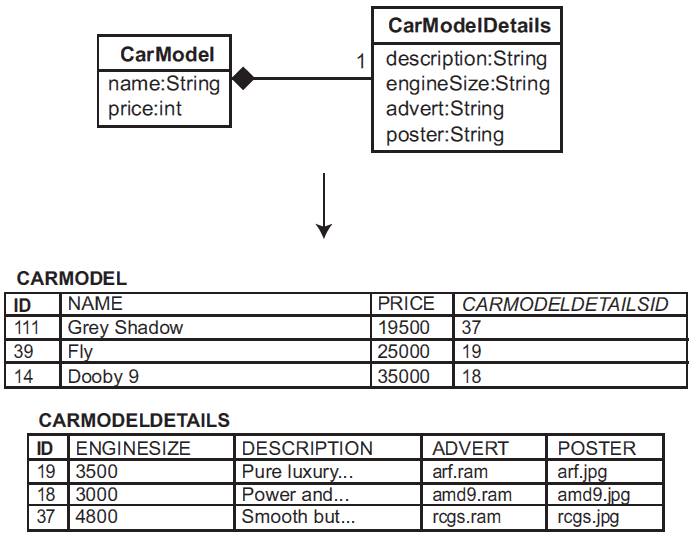 CarModel
name:String
price:int
1
CarModelDetails
description:String
engineSize:String
advert:String
poster:String
CARMODEL
ID NAME PRICE CARMODELDETAILSID
111 Grey Shadow 19500 37
39 Fly 25000 19
14 Dooby 9 35000 18
CARMODELDETAILS
ID ENGINESIZE DESCRIPTION ADVERT POSTER
19 3500 Pure luxury... arf.ram arf.jpg
18 3000 Power and... amd9.ram amd9.jpg
37 4800 Smooth but... rcgs.ram rcgs.jpg